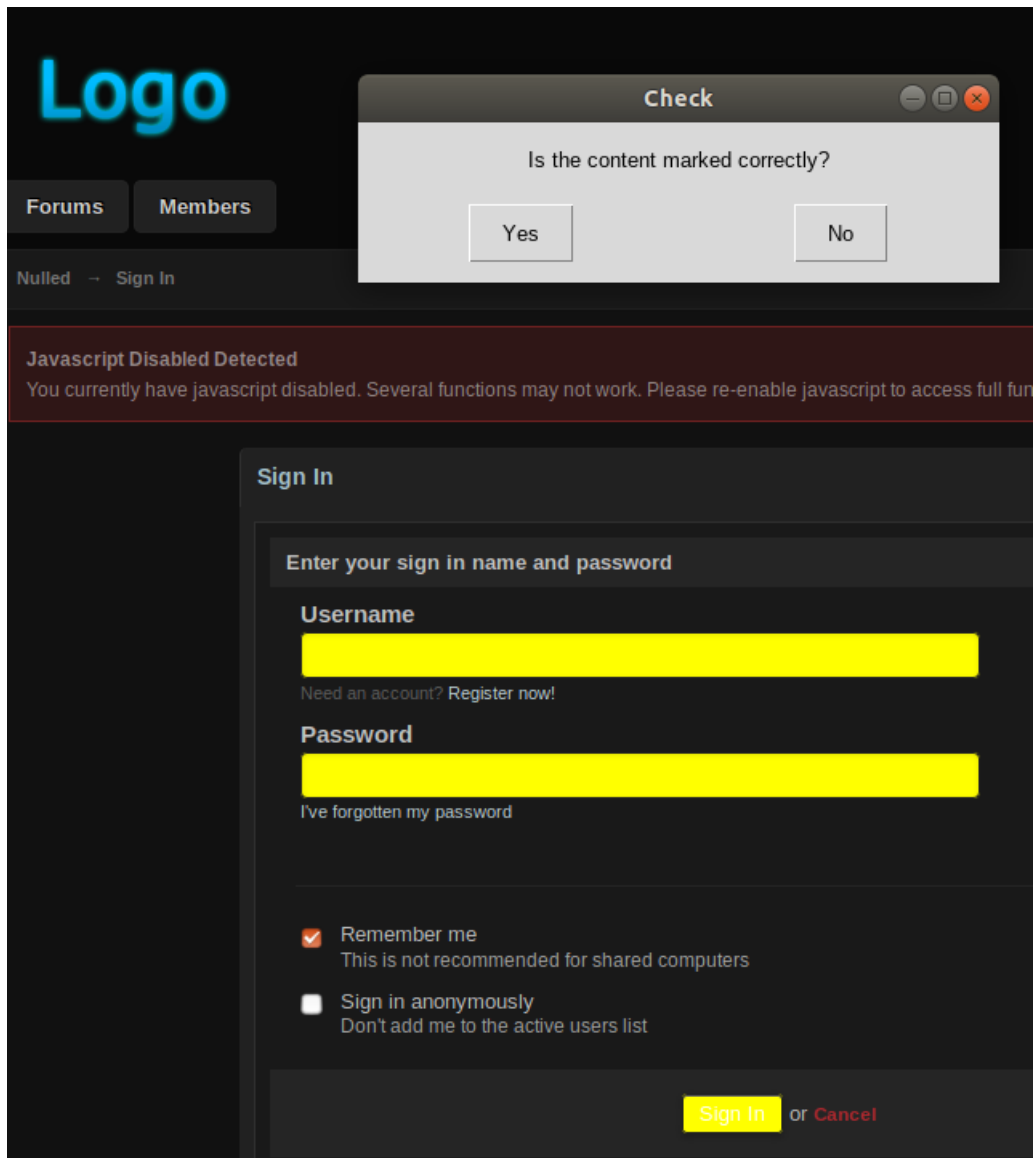 Logo
Check
Is the content marked correctly?
Yes No
Forums Members
Nulled → Sign In
Javascript Disabled Detected
You currently have javascript disabled. Several functions may not work. Please re-enable javascript to access full fun
Sign In
Enter your sign in name and password
Username
Need an account? Register now!
Password
I've forgotten my password
Remember me
This is not recommended for shared computers
Sign in anonymously
Don't add me to the active users list
Sign In or Cancel